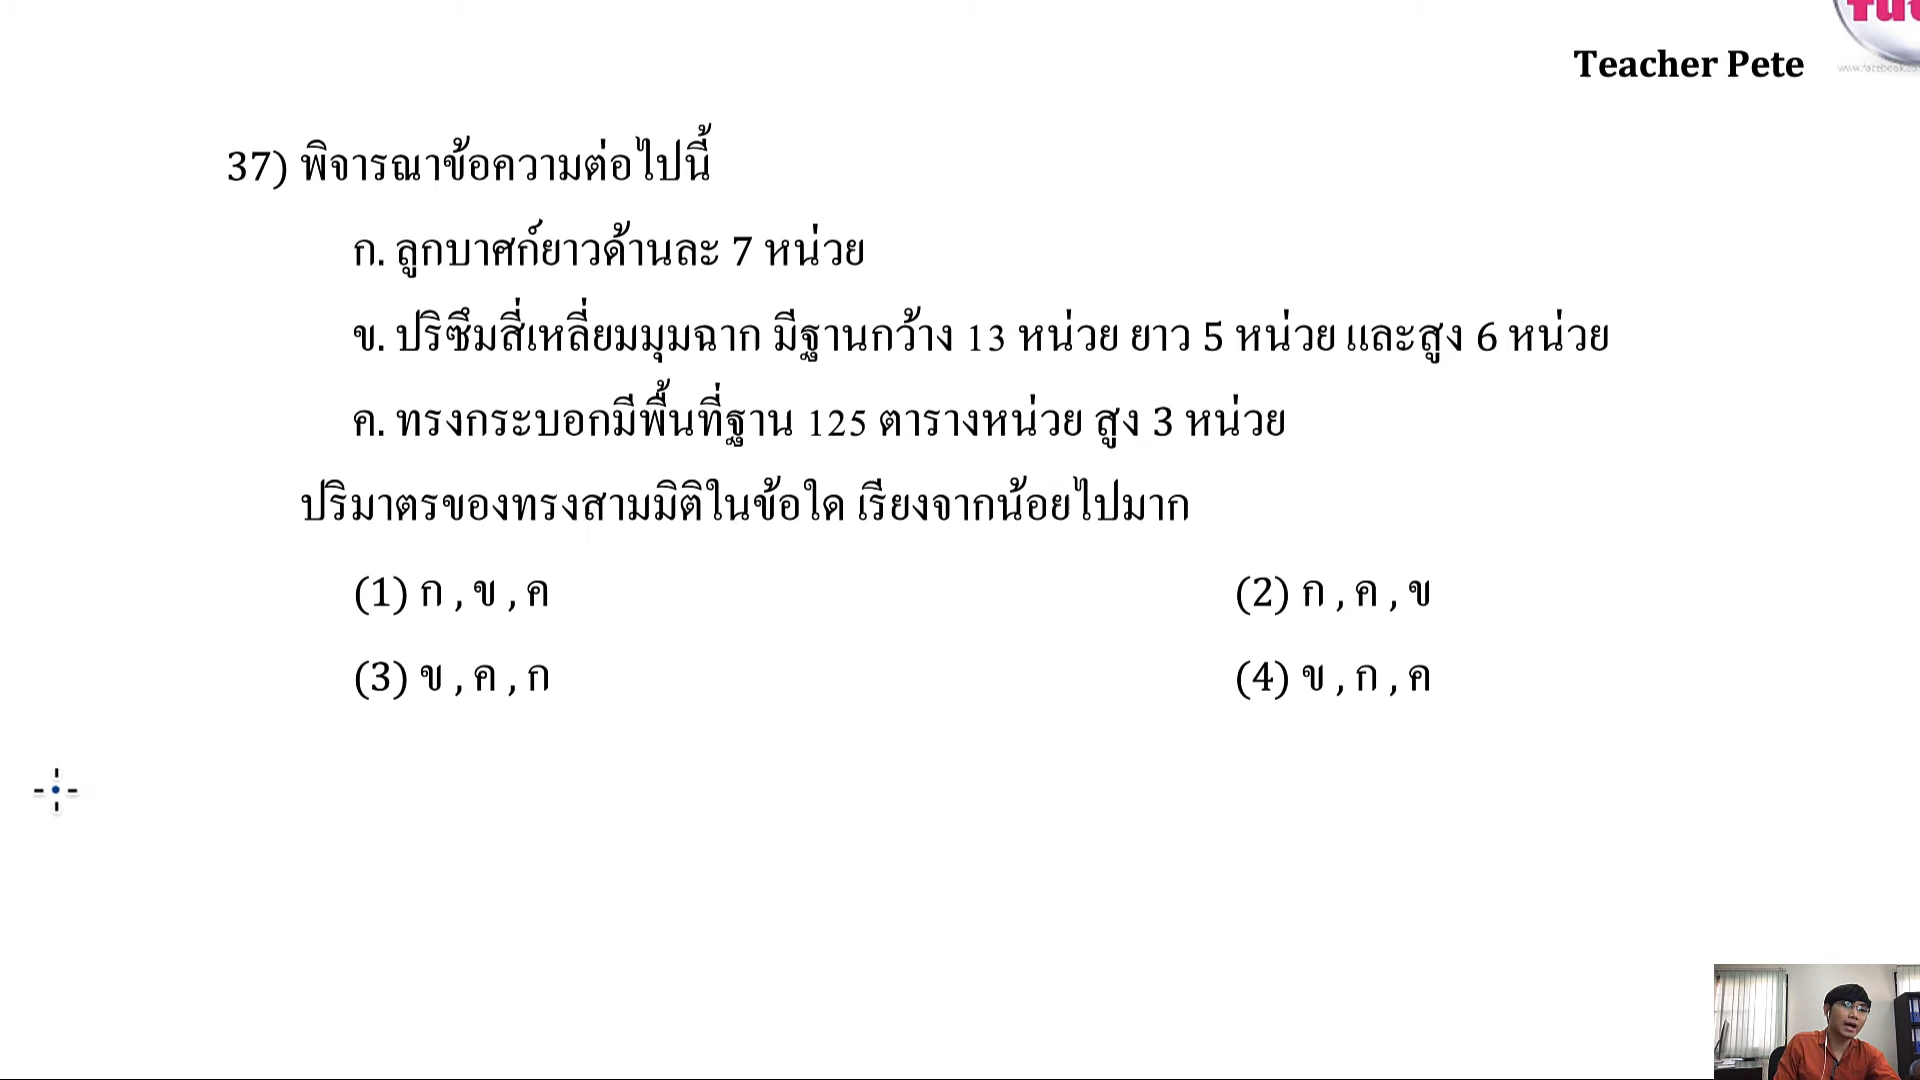 Teacher Pete
37) พิจารณาข้อความต่อไปนี้
ก. ลูกบาศก์ยาวด้านละ 7 หน่วย
ข. ปริซึมสี่เหลี่ยมมุมฉาก มีฐานกว้าง 13 หน่วย ยาว 5 หน่วย และสูง 6 หน่วย
ค. ทรงกระบอกมีพื้นที่ฐาน 125 ตารางหน่วย สูง 3 หน่วย
ปริมาตรของทรงสามมิติในข้อใด เรียงจากน้อยไปมาก
(1) ก , ข , ค (2) ก , ค , ข
(3) ข , ค , ก (4) ข , ก , ค